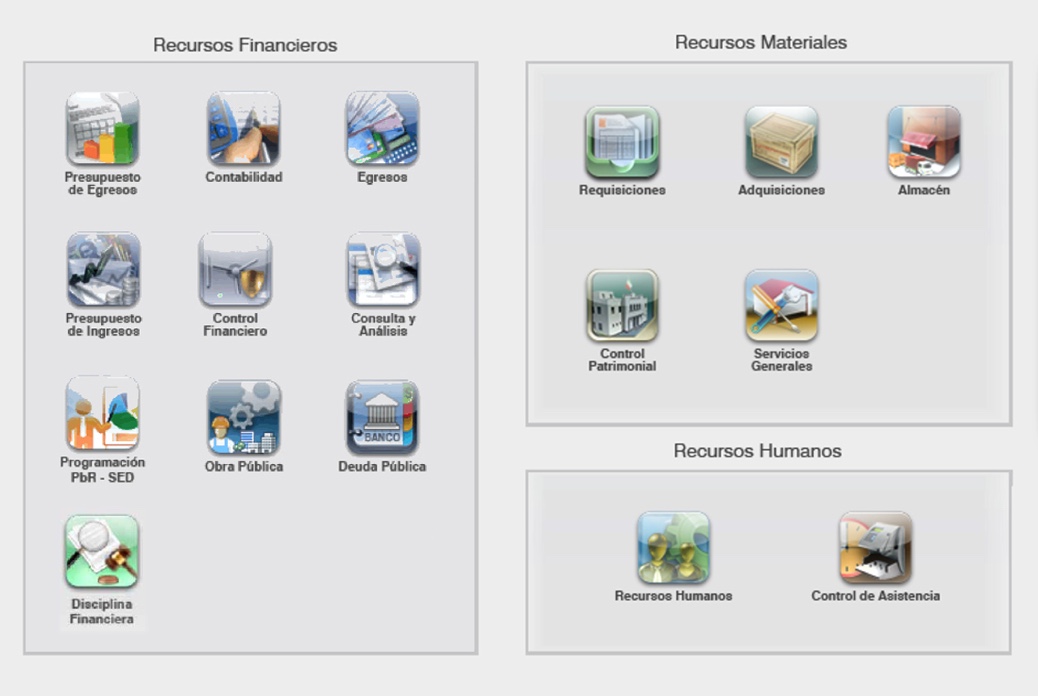 Recursos Financieros
Presupuesto
de Egresos
Contabilidad
Egresos
Presupuesto
de Ingresos
Control
Financiero
Consulta y
Análisis
Programación
PbR - SED
Obra Pública
BANCO
Deuda Pública
Disciplina
Financiera
Recursos Materiales
Requisiciones
Adquisiciones
Almacén
Control
Patrimonial
Servicios
Generales
Recursos Humanos
Recursos Humanos
Control de Asistencia